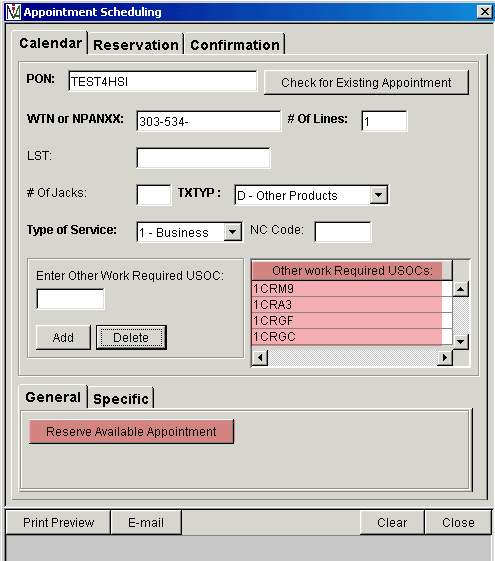 Appointment Scheduling
Calendar Reservation Confirmation
PON: TEST4HSI Check for Existing Appointment
WTN or NPANXX: 303-534- # Of Lines: 1
LST:
# Of Jacks: TXTYP : D - Other Products
Type of Service: 1 - Business NC Code:
Enter Other Work Required USOC:
Add Delete
Other work Required USOCs:
1CRM9
1CRA3
1CRGF
1CRGC
General Specific
Reserve Available Appointment
Print Preview E-mail Clear Close